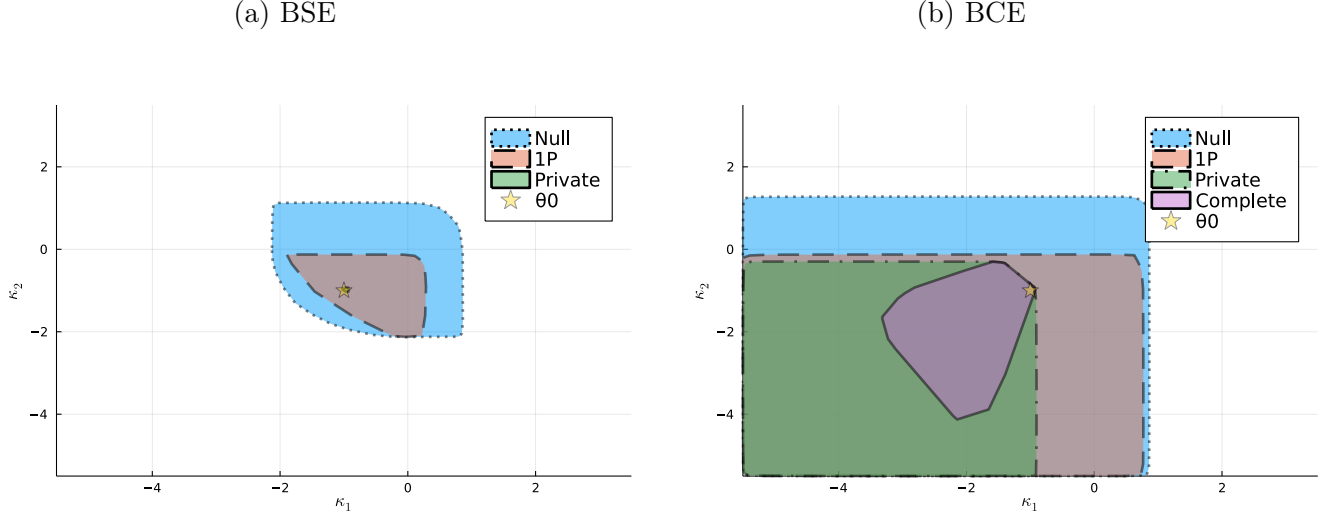 (a) BSE
Null
1P
Private
θ0
2
0
−2
−4
−4
−2
0
2
κ₁
κ₂
(b) BCE
Null
1P
Private
Complete
θ0
2
0
−2
−4
−4
−2
0
2
κ₁
κ₂